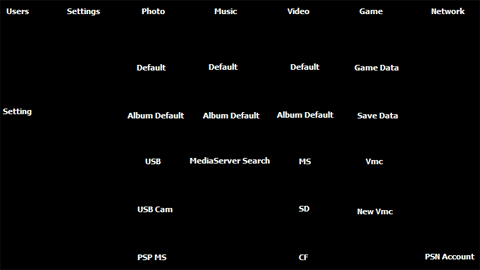 Users Settings Photo Music Video Game Network
Default Default Default Game Data
Setting
Album Default Album Default Album Default Save Data
USB MediaServer Search MS Vmc
USB Cam SD New Vmc
PSP MS CF PSN Account